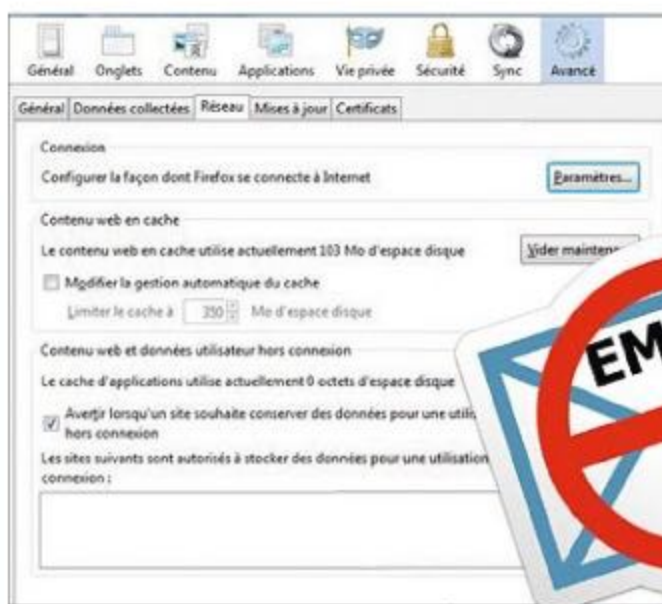 Général Onglets Contenu Applications Vie privée Sécurité Sync Avancé
Général Données collectées Réseau Mises à jour Certificats
Connexion
Configurer la façon dont Firefox se connecte à Internet Paramètres...
Contenu web en cache
Le contenu web en cache utilise actuellement 103 Mo d'espace disque Vider
Modifier la gestion automatique du cache
Limiter le cache à 350 Mo d'espace disque
Contenu web et données utilisateur hors connexion
Le cache d'applications utilise actuellement 0 octets d'espace disque
Avertir lorsqu'un site souhaite conserver des données pour une
hors connexion
Les sites suivants sont autorisés à stocker des données pour une utilisation
connexion :